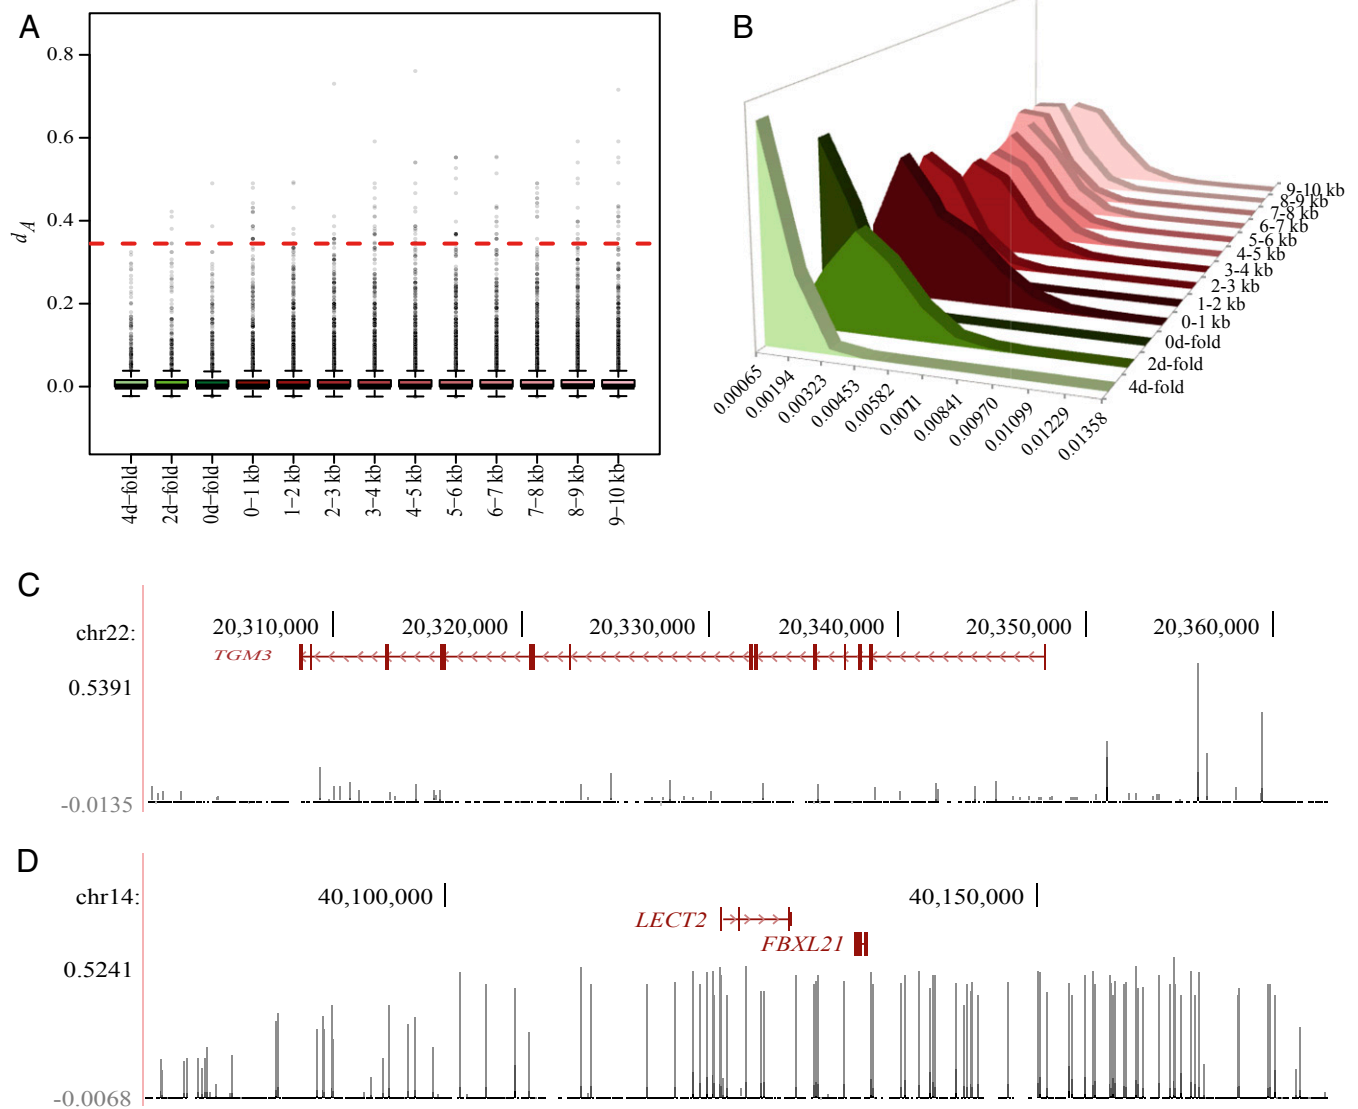 A
B
0.8
0.6
0.4
0.2
0.0
dA
4d-fold
2d-fold
0d-fold
0-1 kb
1-2 kb
2-3 kb
3-4 kb
4-5 kb
5-6 kb
6-7 kb
7-8 kb
8-9 kb
9-10 kb
9-10 kb
8-9 kb
7-8 kb
6-7 kb
5-6 kb
4-5 kb
3-4 kb
2-3 kb
1-2 kb
0-1 kb
0d-fold
2d-fold
4d-fold
0.00065
0.00194
0.00323
0.00453
0.00582
0.0071
0.00841
0.00970
0.01099
0.01229
0.01358
C
chr22:
20,310,000
20,320,000
20,330,000
20,340,000
20,350,000
20,360,000
TGM3
0.5391
-0.0135
D
chr14:
40,100,000
40,150,000
LECT2
FBXL21
0.5241
-0.0068